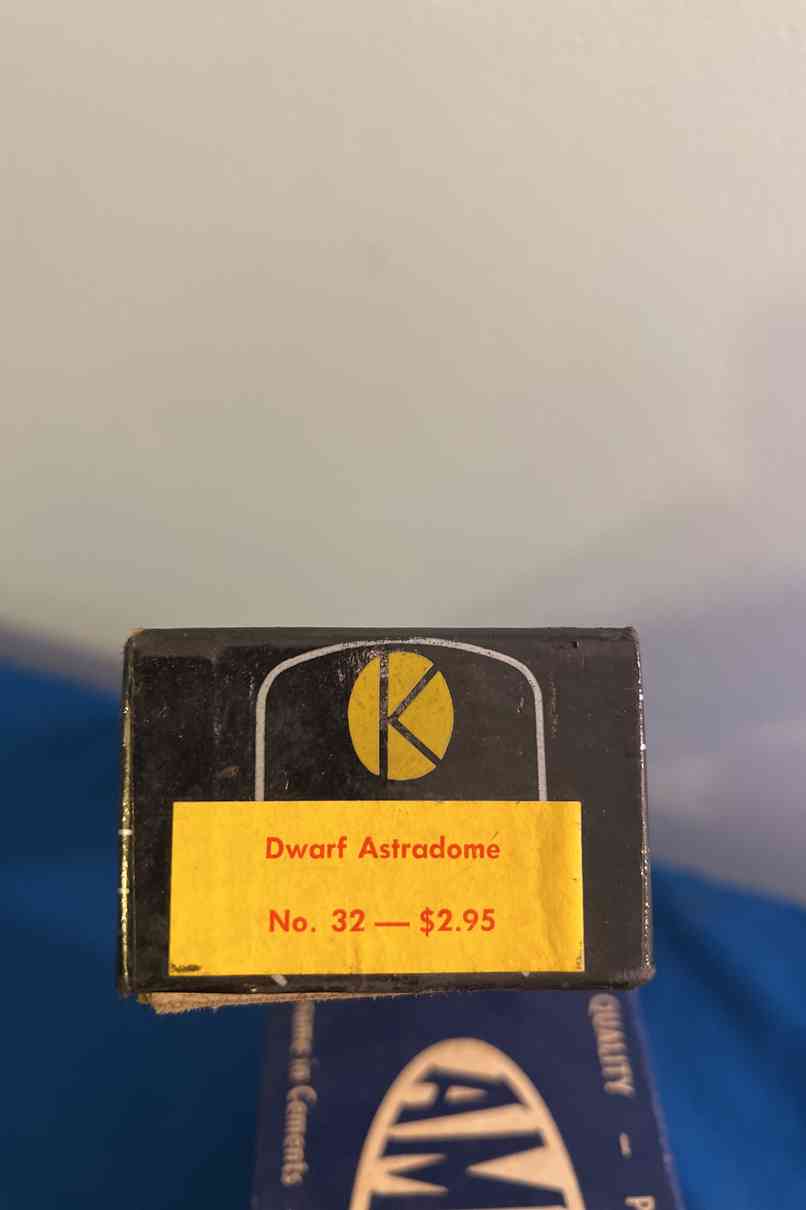 K
Dwarf Astradome
No. 32 — $2.95
in Cements
QUALITY —